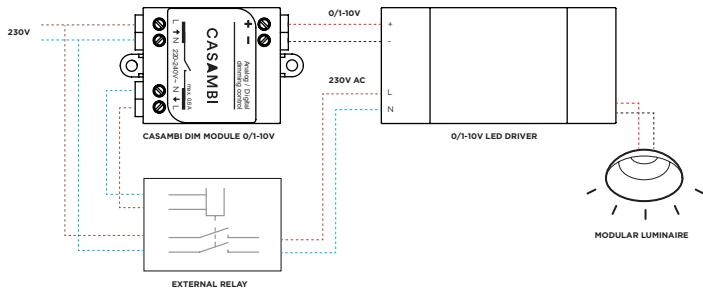 0/1-10V
230V
L
N
220-240V~
N
L
max. 0.8 A
CASAMBI
Analog / Digital
dimming control
+
-
+
-
230V AC
L
N
CASAMBI DIM MODULE 0/1-10V
0/1-10V LED DRIVER
MODULAR LUMINAIRE
EXTERNAL RELAY